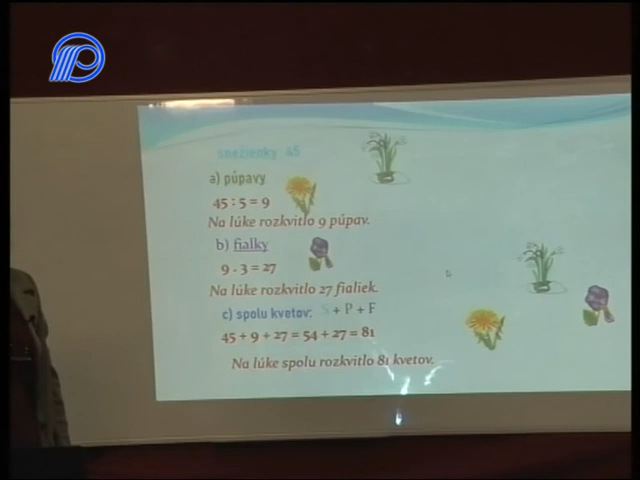 snežienky 45
a) púpavy
45 : 5 = 9
Na lúke rozkvitlo 9 púpav.
b) fialky
9 . 3 = 27
Na lúke rozkvitlo 27 fialiek.
c) spolu kvetov: S + P + F
45 + 9 + 27 = 54 + 27 = 81
Na lúke spolu rozkvitlo 81 kvetov.